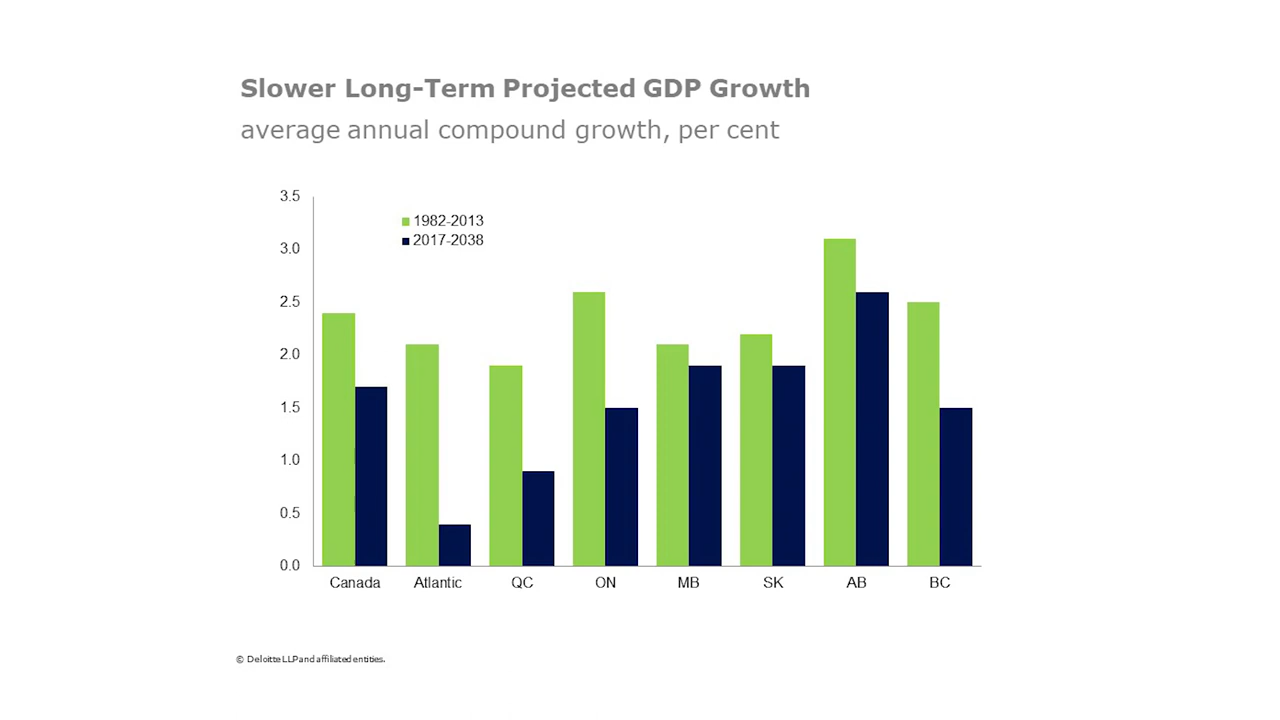 Slower Long-Term Projected GDP Growth
average annual compound growth, per cent
3.5
1982-2013
2017-2038
3.0
2.5
2.0
1.5
1.0
0.5
0.0
Canada Atlantic QC ON MB SK AB BC
© Deloitte LLP and affiliated entities.